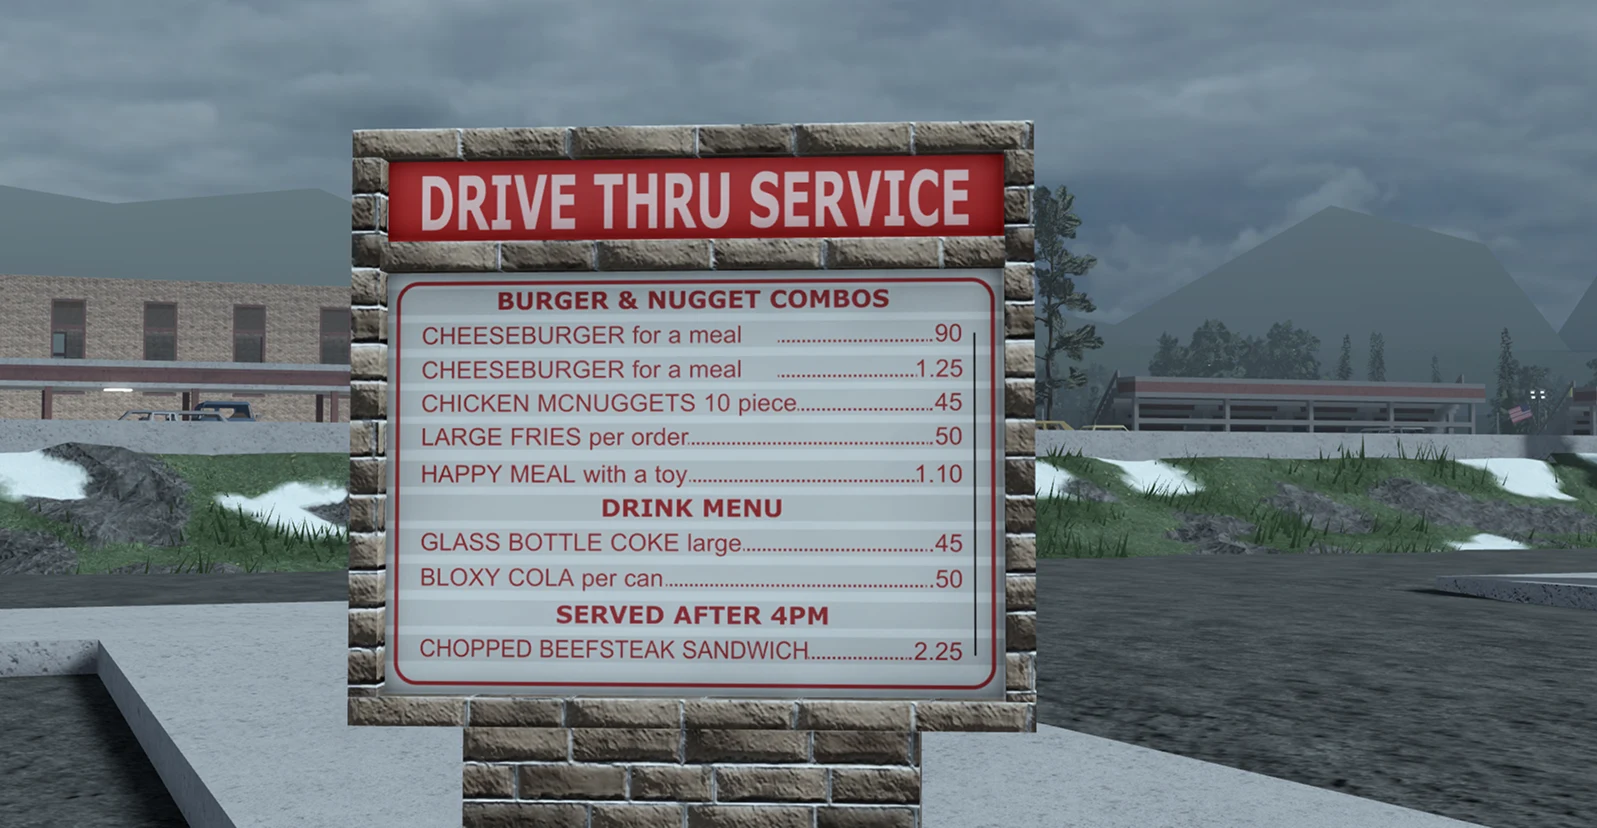 DRIVE THRU SERVICE
BURGER & NUGGET COMBOS
CHEESEBURGER for a meal ..............................90
CHEESEBURGER for a meal ...........................1.25
CHICKEN MCNUGGETS 10 piece..........................45
LARGE FRIES per order...............................................50
HAPPY MEAL with a toy............................................1.10
DRINK MENU
GLASS BOTTLE COKE large.....................................45
BLOXY COLA per can....................................................50
SERVED AFTER 4PM
CHOPPED BEEFSTEAK SANDWICH....................2.25